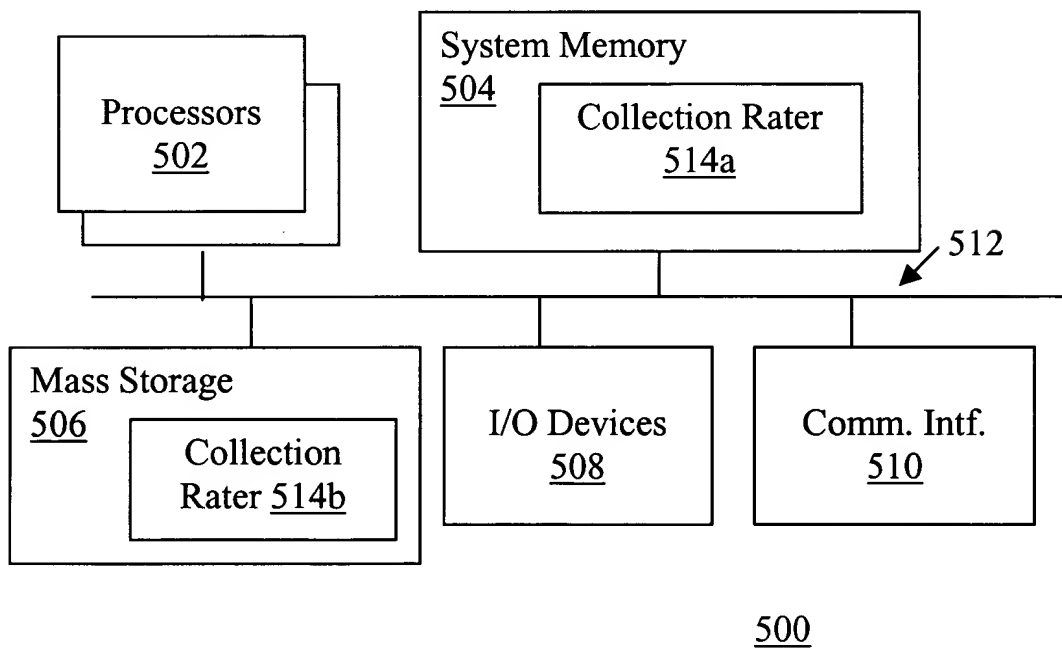 Processors
502
System Memory
504
Collection Rater
514a
512
Mass Storage
506
Collection
Rater 514b
I/O Devices
508
Comm. Intf.
510
500